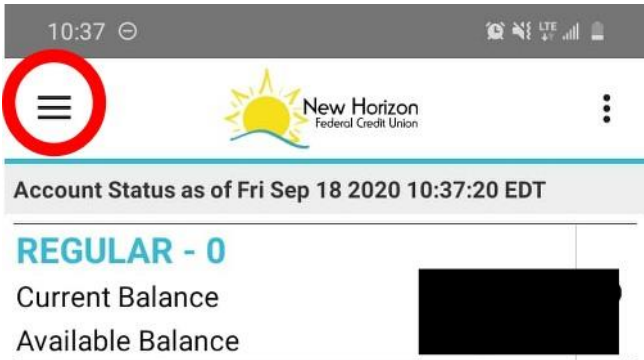 10:37
LTE
New Horizon
Federal Credit Union
Account Status as of Fri Sep 18 2020 10:37:20 EDT
REGULAR - 0
Current Balance
Available Balance